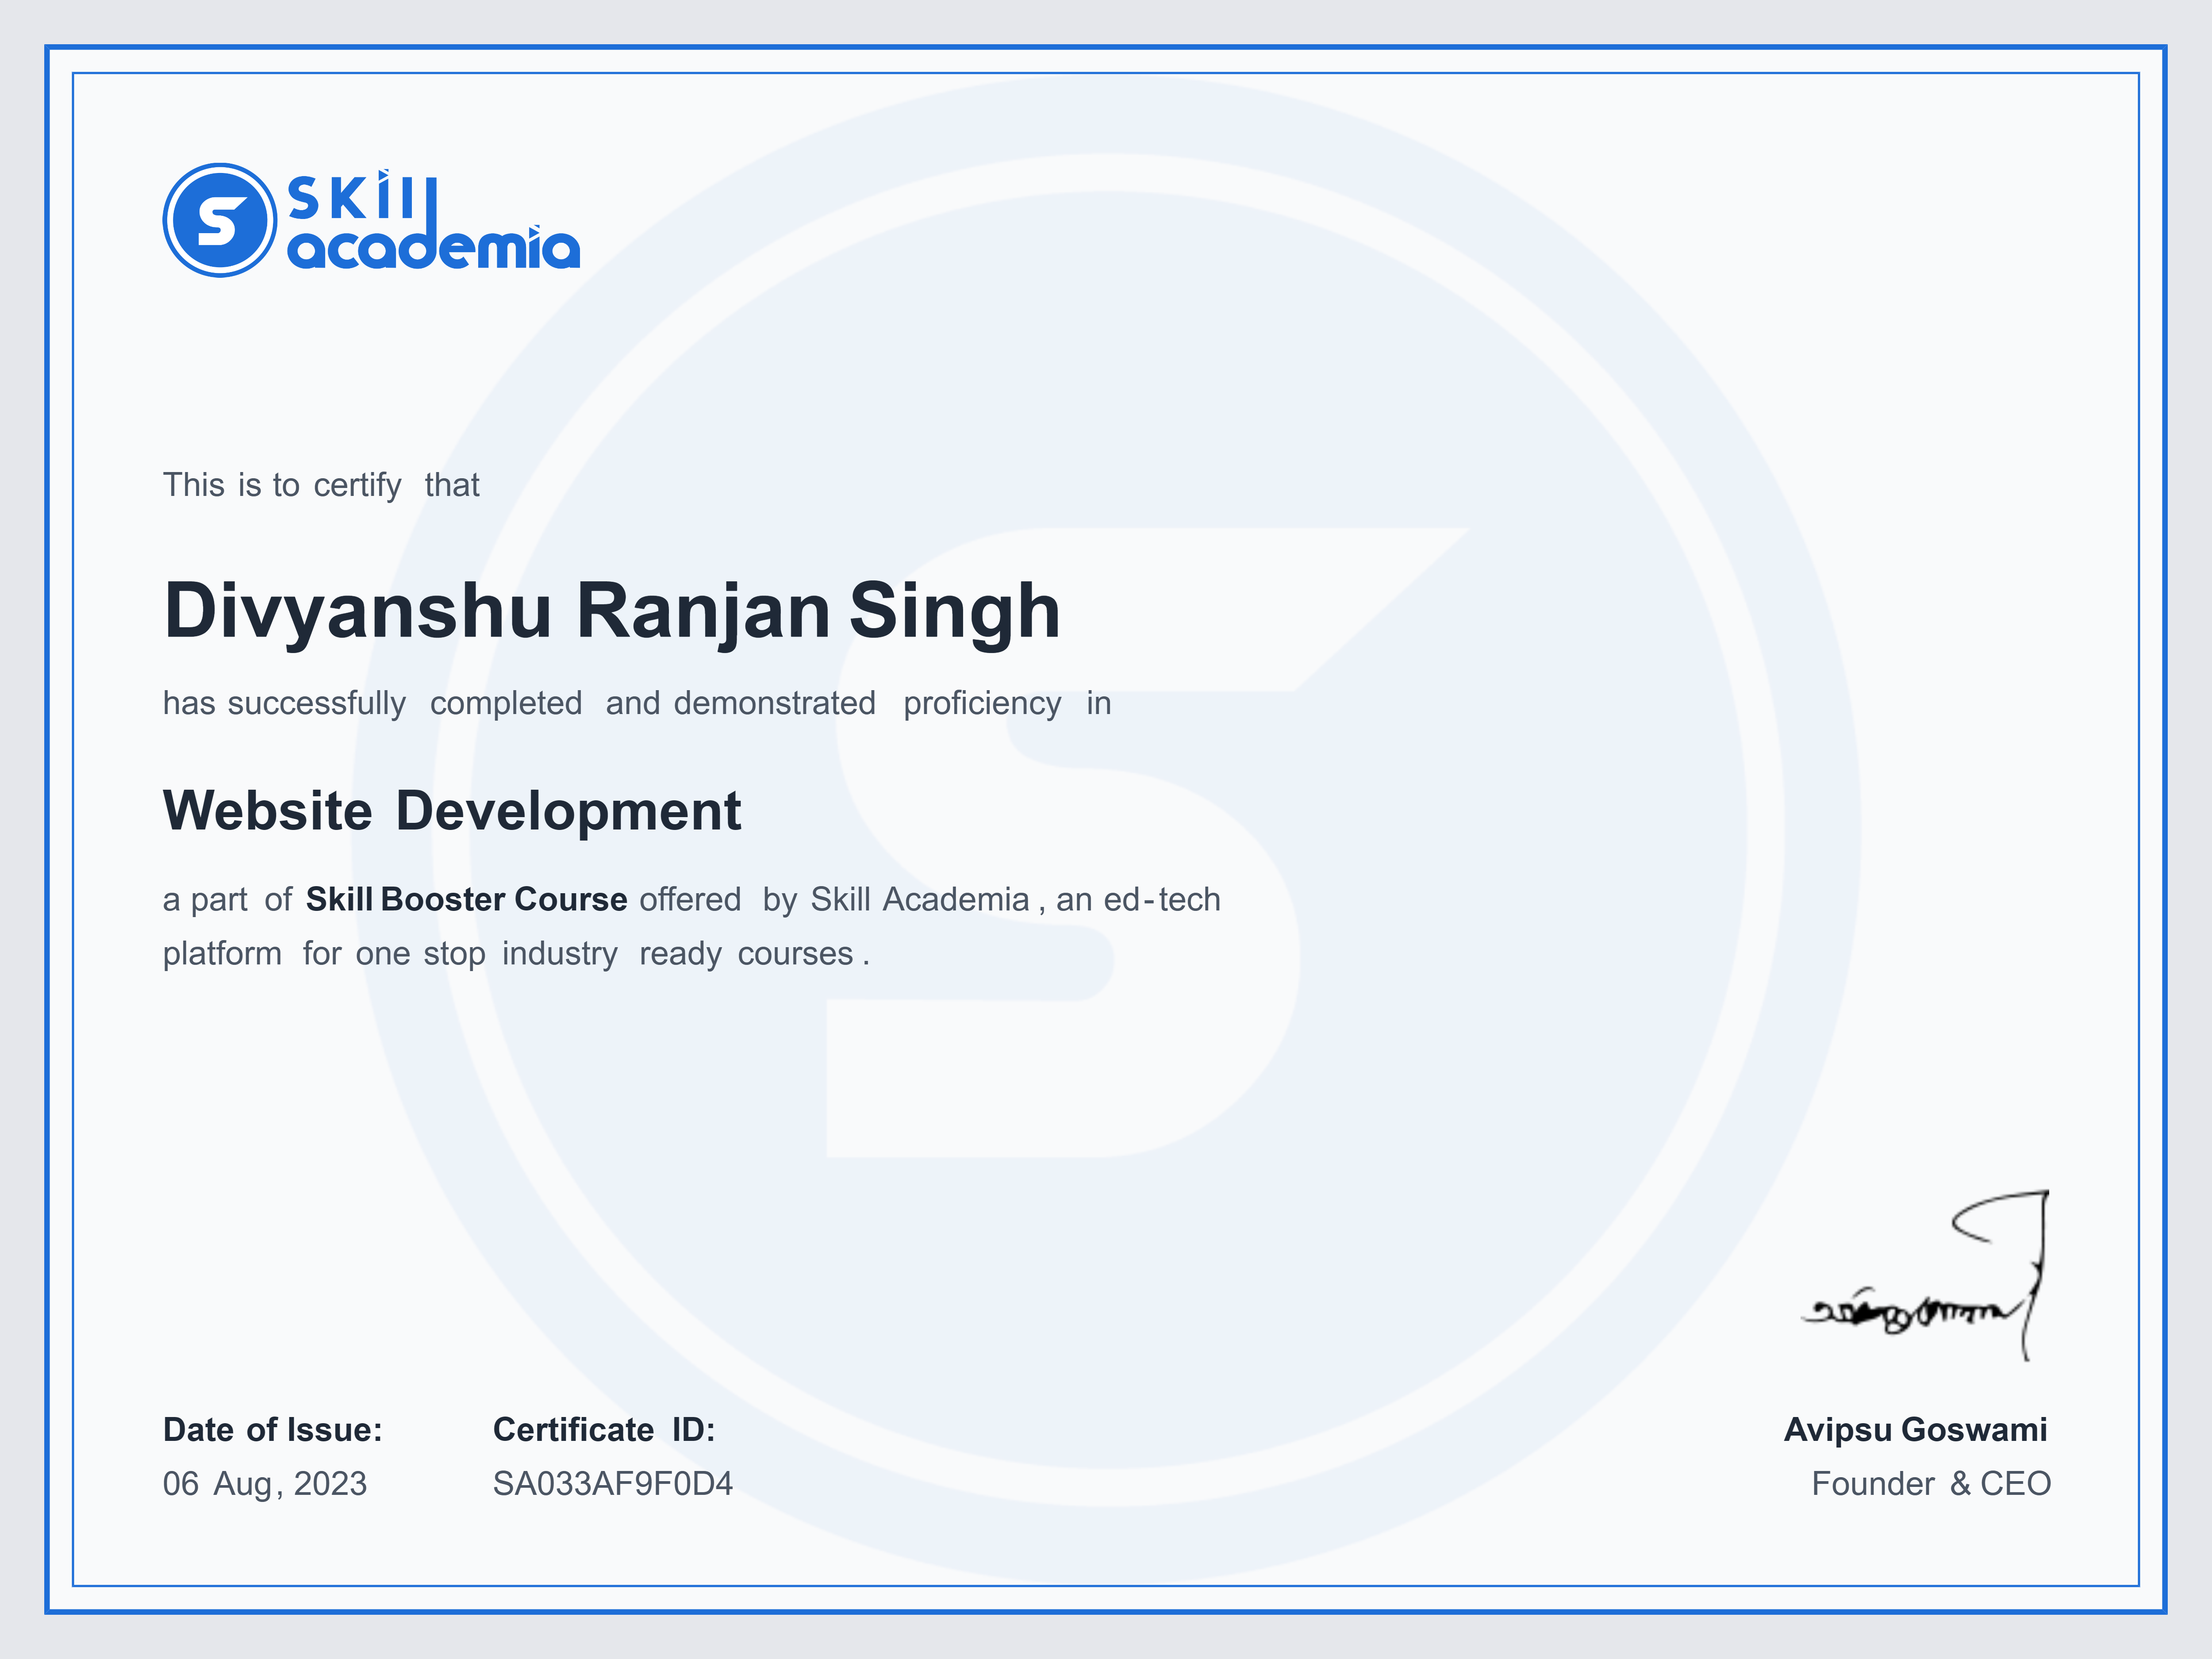 Skill
academia
This is to certify that
Divyanshu Ranjan Singh
has successfully completed and demonstrated proficiency in
Website Development
a part of Skill Booster Course offered by Skill Academia, an ed-tech
platform for one stop industry ready courses.
Date of Issue:
06 Aug, 2023
Certificate ID:
SA033AF9F0D4
Avipsu Goswami
Founder & CEO